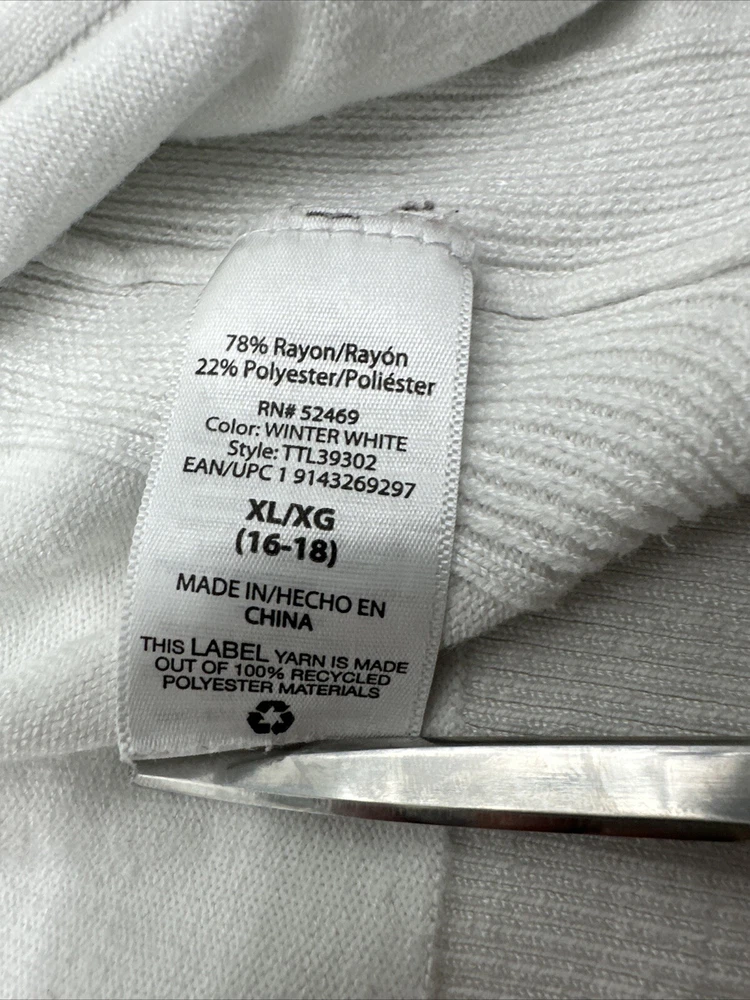 78% Rayon/Rayón
22% Polyester/Poliéster
RN# 52469
Color: WINTER WHITE
Style: TTL39302
EAN/UPC 1 9143269297
XL/XG
(16-18)
MADE IN/HECHO EN
CHINA
THIS LABEL YARN IS MADE
OUT OF 100% RECYCLED
POLYESTER MATERIALS